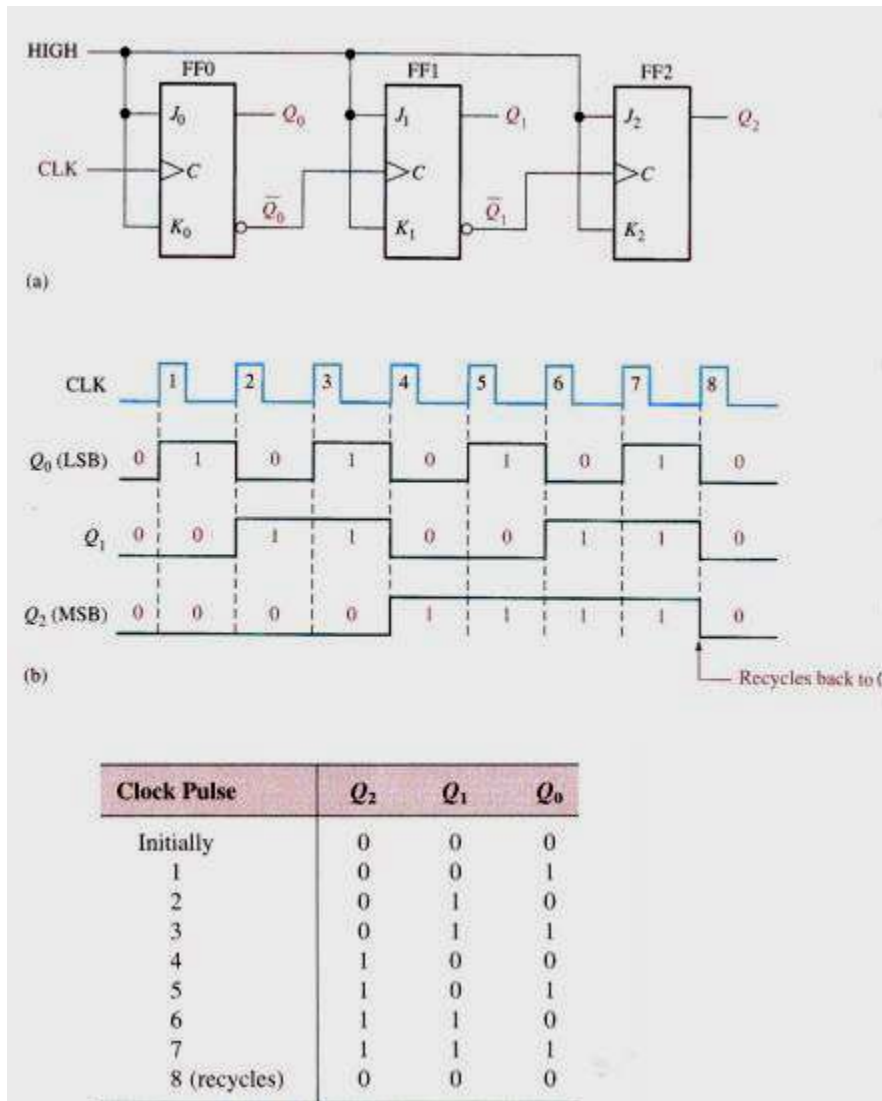 HIGH
FF0 FF1 FF2
J₀ Q₀ J₁ Q₁ J₂ Q₂
CLK C C C
Q̅₀ Q̅₁
K₀ K₁ K₂
(a)
CLK 1 2 3 4 5 6 7 8
Q₀ (LSB) 0 1 0 1 0 1 0 1 0
Q₁ 0 0 1 1 0 0 1 1 0
Q₂ (MSB) 0 0 0 0 1 1 1 1 0
(b) Recycles back to 0
Clock Pulse Q₂ Q₁ Q₀
Initially 0 0 0
1 0 0 1
2 0 1 0
3 0 1 1
4 1 0 0
5 1 0 1
6 1 1 0
7 1 1 1
8 (recycles) 0 0 0